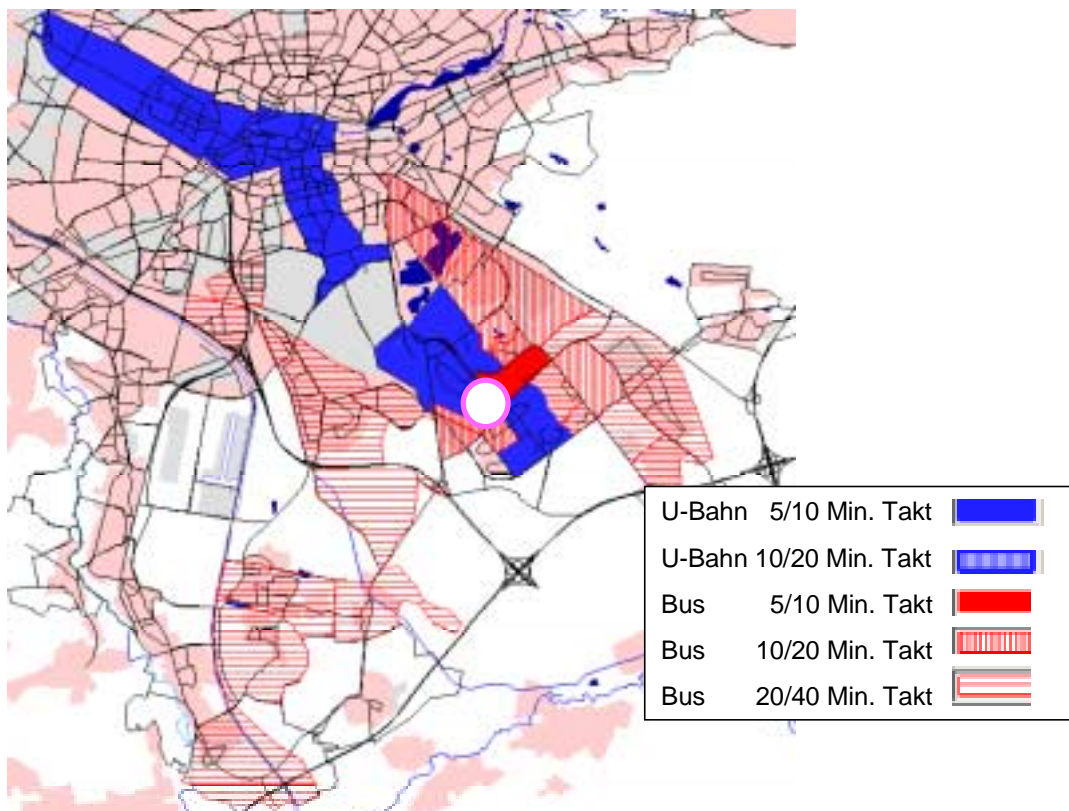 U-Bahn 5/10 Min. Takt
U-Bahn 10/20 Min. Takt
Bus 5/10 Min. Takt
Bus 10/20 Min. Takt
Bus 20/40 Min. Takt